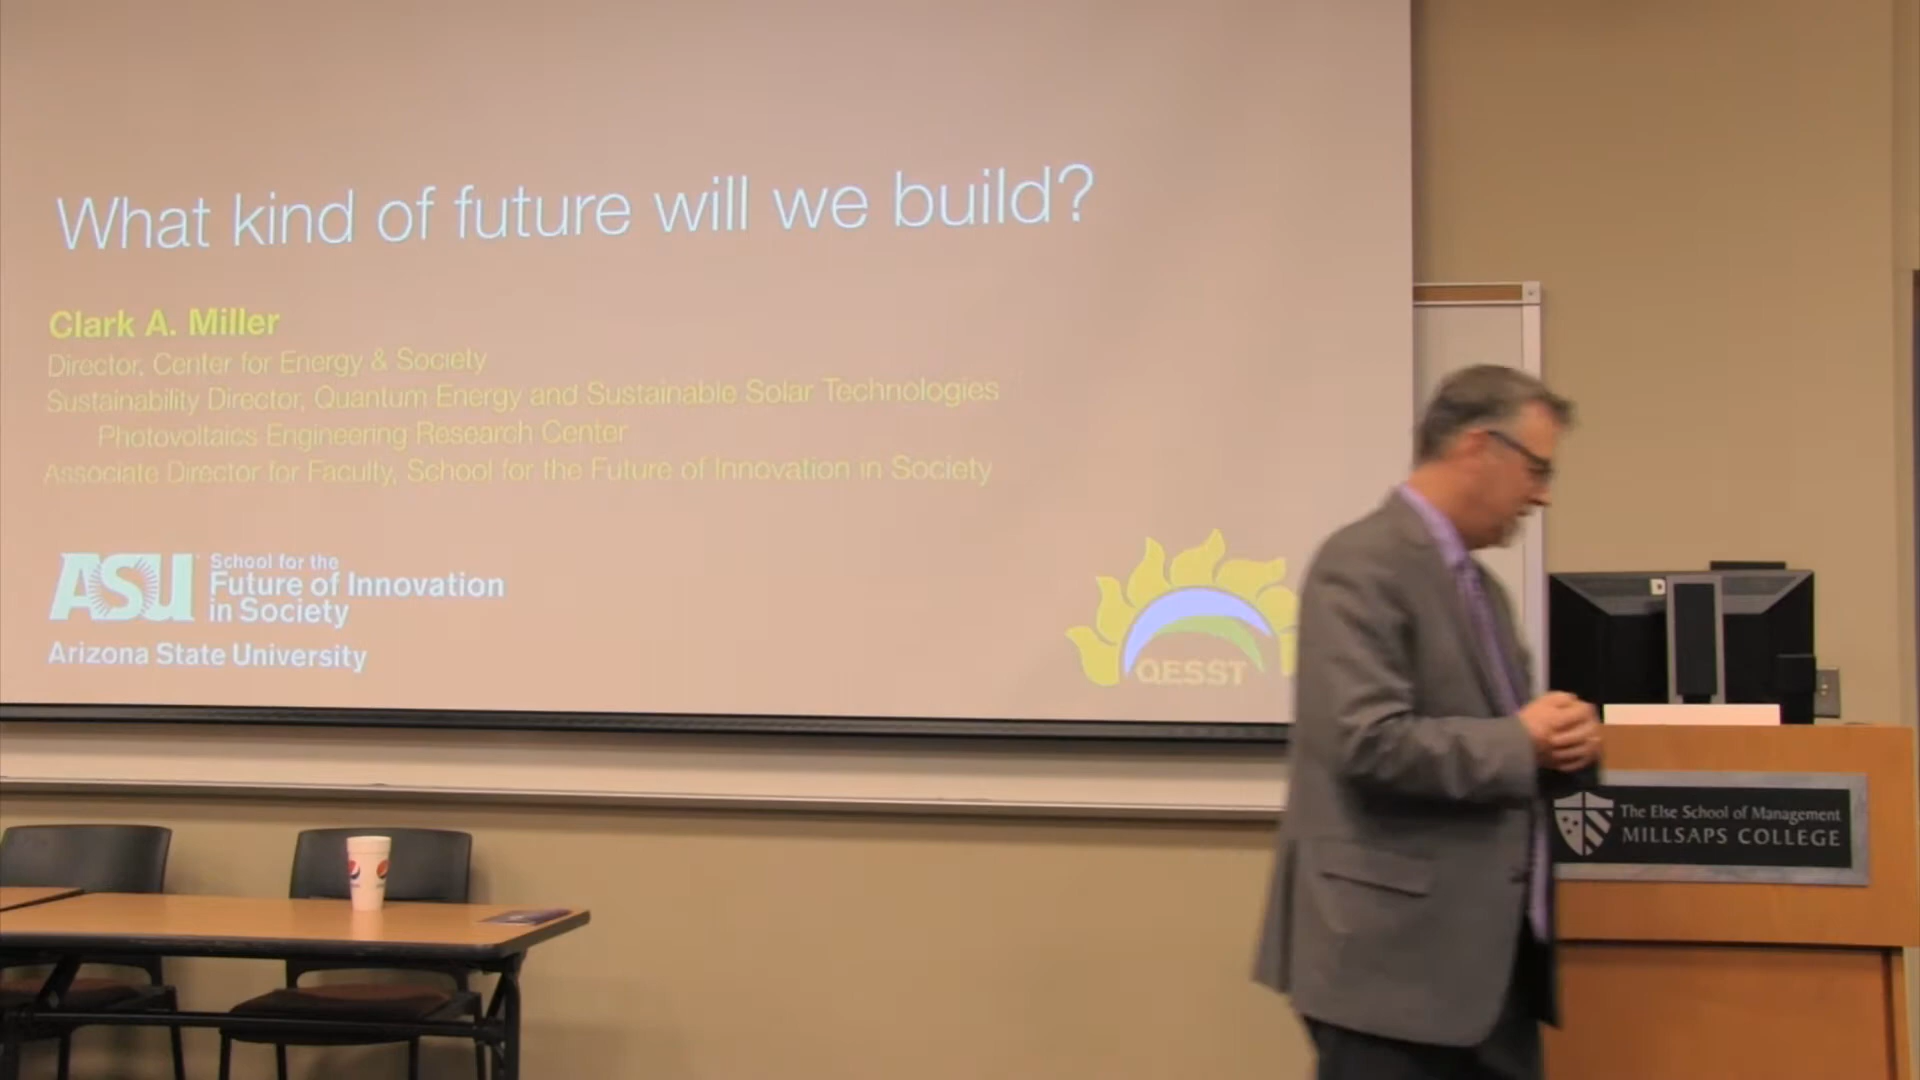 What kind of future will we build?
Clark A. Miller
Director, Center for Energy & Society
Sustainability Director, Quantum Energy and Sustainable Solar Technologies
Photovoltaics Engineering Research Center
Associate Director for Faculty, School for the Future of Innovation in Society
ASU School for the
Future of Innovation
in Society
Arizona State University
QESST
The Else School of Management
MILLSAPS COLLEGE